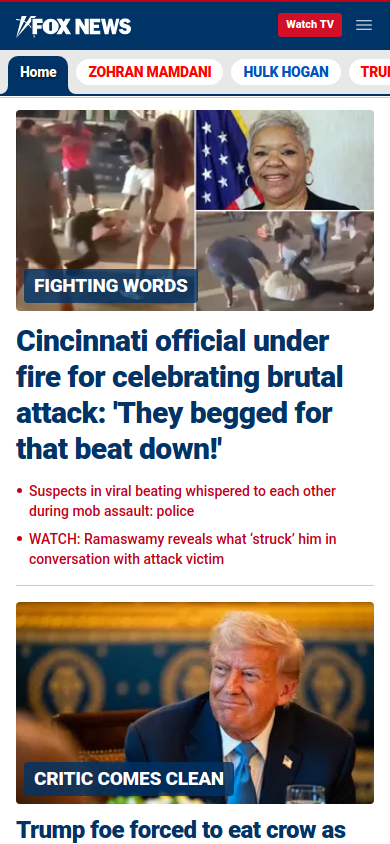 FOX NEWS
Watch TV
Home
ZOHRAN MAMDANI
HULK HOGAN
TRU
FIGHTING WORDS
Cincinnati official under
fire for celebrating brutal
attack: 'They begged for
that beat down!'
• Suspects in viral beating whispered to each other
during mob assault: police
• WATCH: Ramaswamy reveals what ‘struck’ him in
conversation with attack victim
CRITIC COMES CLEAN
Trump foe forced to eat crow as